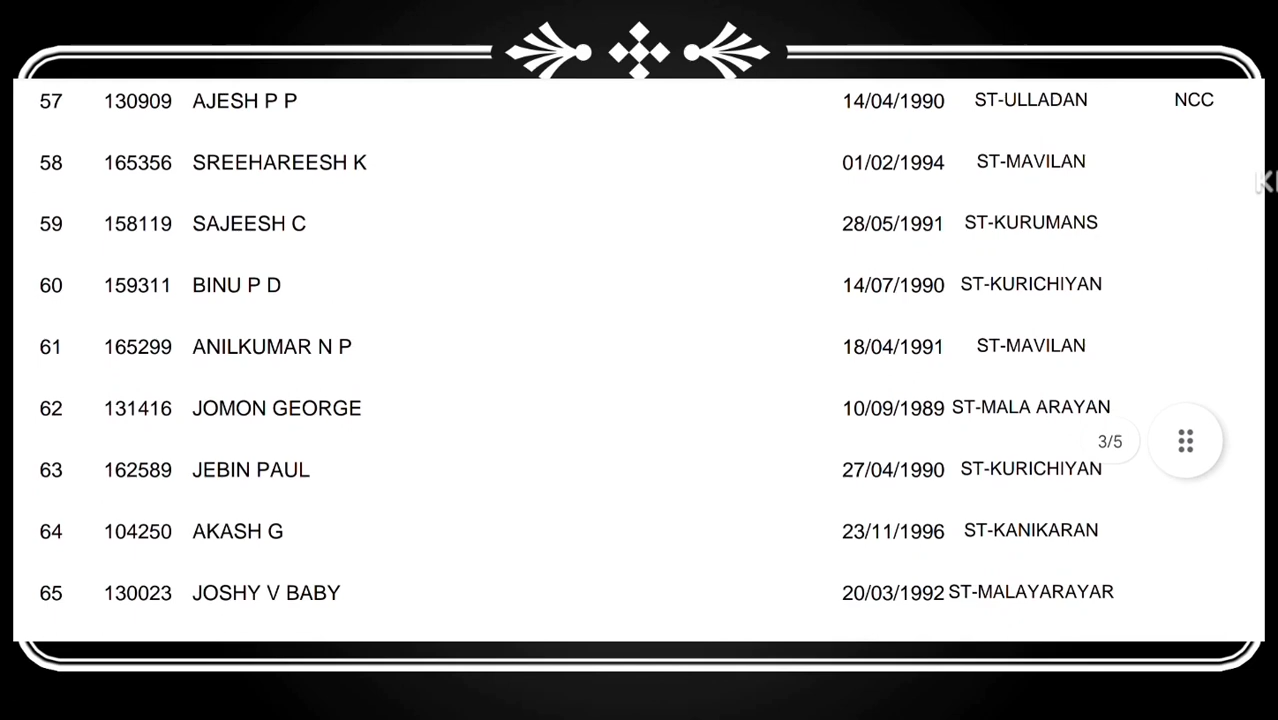 57 130909 AJESH P P 14/04/1990 ST-ULLADAN NCC
58 165356 SREEHAREESH K 01/02/1994 ST-MAVILAN
59 158119 SAJEESH C 28/05/1991 ST-KURUMANS
60 159311 BINU P D 14/07/1990 ST-KURICHIYAN
61 165299 ANILKUMAR N P 18/04/1991 ST-MAVILAN
62 131416 JOMON GEORGE 10/09/1989 ST-MALA ARAYAN
3/5
63 162589 JEBIN PAUL 27/04/1990 ST-KURICHIYAN
64 104250 AKASH G 23/11/1996 ST-KANIKARAN
65 130023 JOSHY V BABY 20/03/1992 ST-MALAYARAYAR